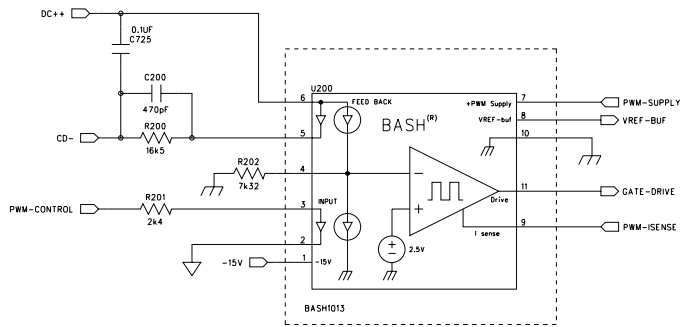 DC++
0.1UF
C725
C200
470pF
CD-
R200
16k5
U200
6
FEED BACK
5
BASH(R)
+PWM Supply
7
PWM-SUPPLY
VREF-buf
8
VREF-BUF
10
R202
7k32
4
−
+
Drive
11
GATE-DRIVE
I sense
9
PWM-ISENSE
PWM-CONTROL
R201
2k4
3
INPUT
2
+
−
2.5V
-15V
1
-15V
BASH1013